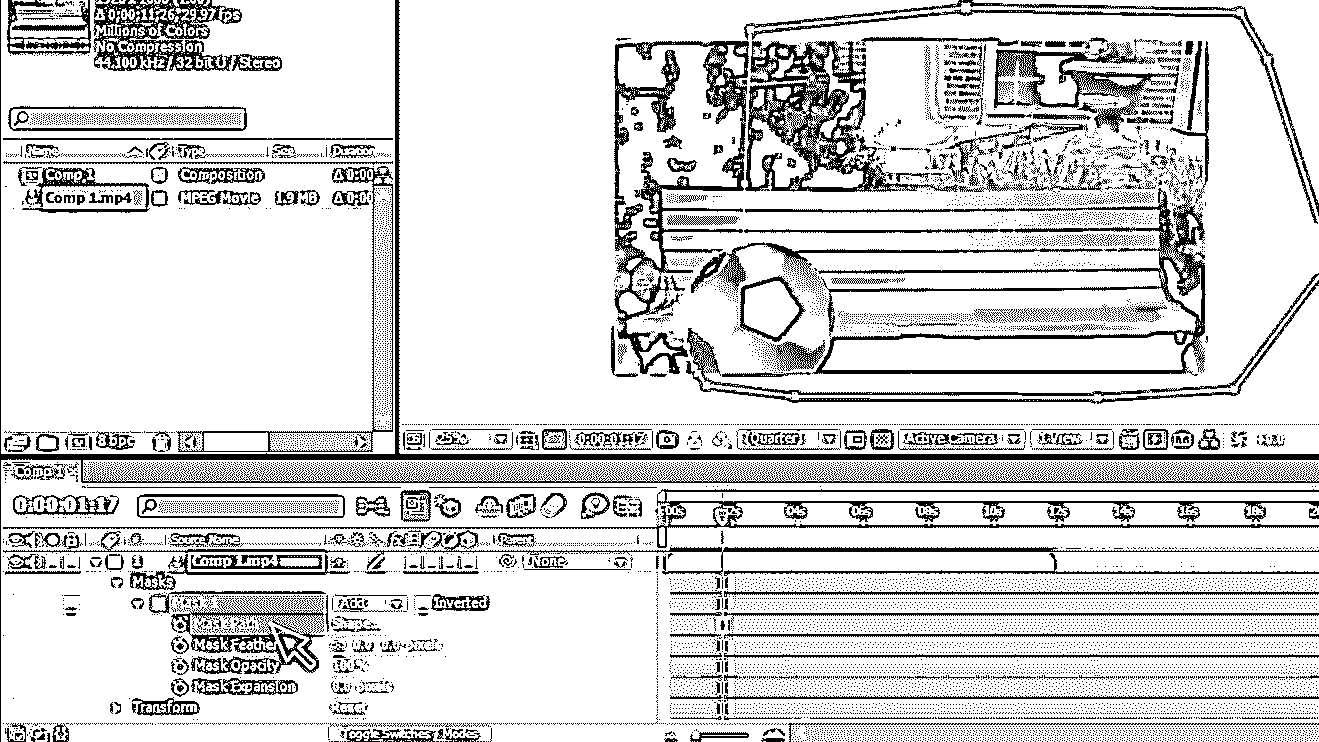 Δ 0;00;11;26, 29.97 fps
Millions of Colors
No Compression
44.100 kHz / 32 bit U / Stereo
Name Type Size Duration
Comp 1 Composition Δ 0;00
Comp 1.mp4 MPEG Movie 1.9 MB Δ 0;00
8 bpc
25% 0;00;01;17 (Quarter) Active Camera 1 View +0.0
Comp 1
0;00;01;17
02s 04s 06s 08s 10s 12s 14s 16s 18s
# Source Name Parent
1 Comp 1.mp4 None
Masks
Mask 1 Add Inverted
Mask Path Shape...
Mask Feather 0.0, 0.0 pixels
Mask Opacity 100%
Mask Expansion 0.0 pixels
Transform Reset
Toggle Switches / Modes